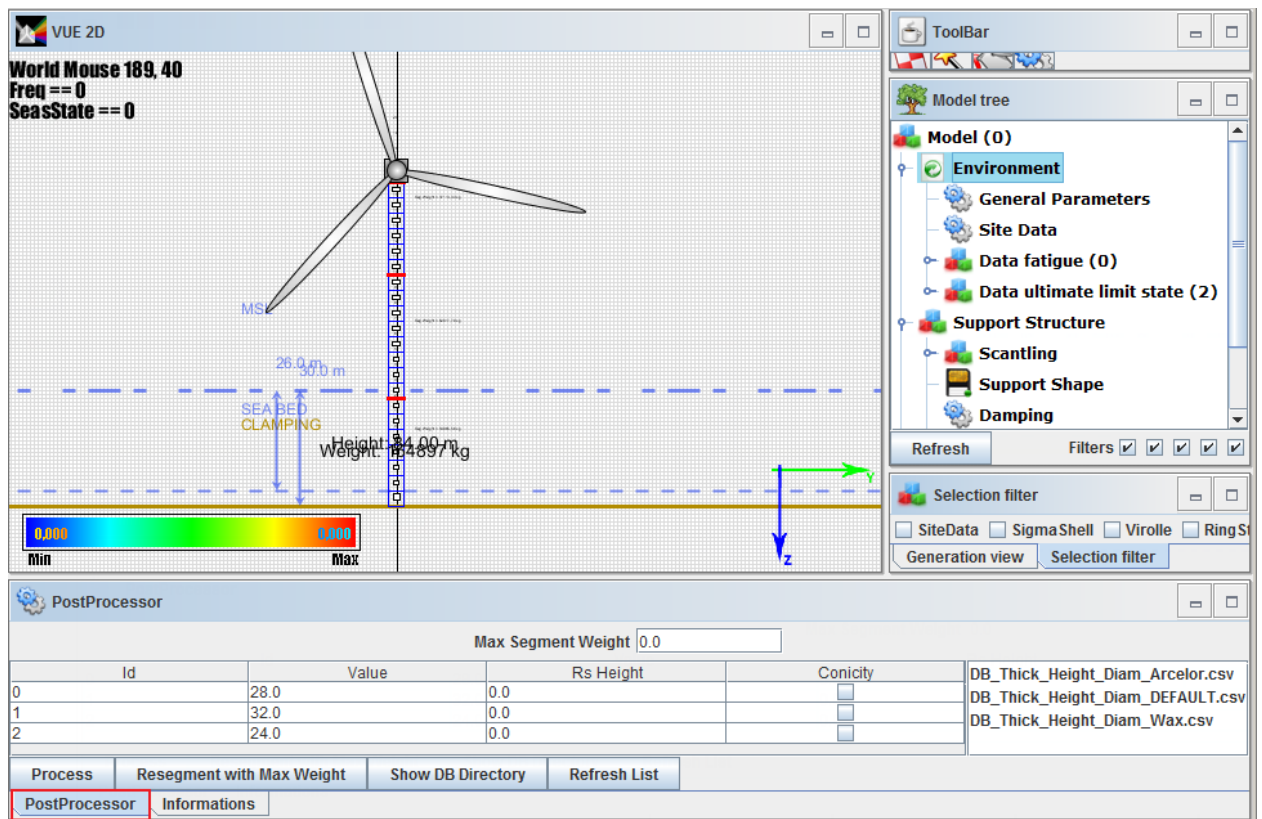 VUE 2D
World Mouse 189, 40
Freq == 0
SeasState == 0
MSL
26.0 m
30.0 m
SEA BED
CLAMPING
Height: 84.00 m
Weight:
kg
Y
Z
0,000
0,000
Min
Max
ToolBar
Model tree
Model (0)
Environment
General Parameters
Site Data
Data fatigue (0)
Data ultimate limit state (2)
Support Structure
Scantling
Support Shape
Damping
Refresh
Filters
Selection filter
SiteData SigmaShell Virolle
Generation view Selection filter
PostProcessor
Max Segment Weight 0.0
Id Value Rs Height Conicity
0 28.0 0.0
1 32.0 0.0
2 24.0 0.0
DB_Thick_Height_Diam_Arcelor.csv
DB_Thick_Height_Diam_DEFAULT.csv
DB_Thick_Height_Diam_Wax.csv
Process Resegment with Max Weight Show DB Directory Refresh List
PostProcessor Informations